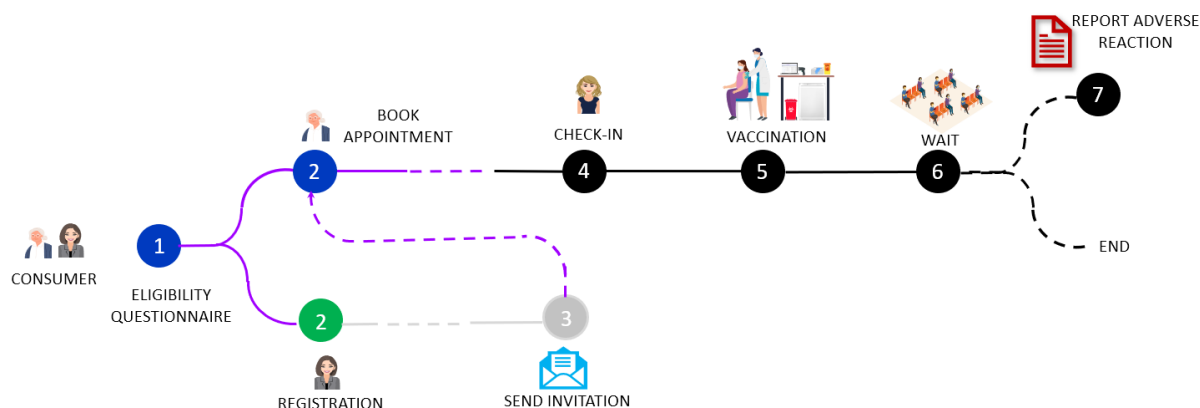 REPORT ADVERSE
REACTION
7
BOOK
APPOINTMENT
CHECK-IN
VACCINATION
WAIT
2
4
5
6
CONSUMER
1
END
ELIGIBILITY
QUESTIONNAIRE
2
3
REGISTRATION
SEND INVITATION